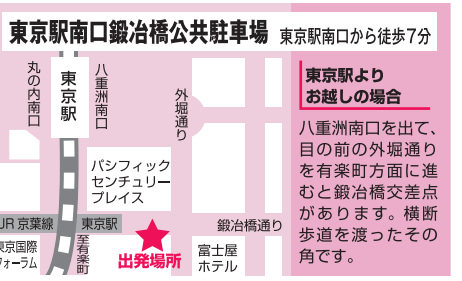 東京駅南口鍛冶橋公共駐車場 東京駅南口から徒歩7分
丸の内南口
東京駅
八重洲南口
外堀通り
パシフィック
センチュリー
プレイス
JR 京葉線
東京駅
鍛冶橋通り
東京国際
フォーラム
至有楽町
出発場所
富士屋
ホテル
東京駅より
お越しの場合
八重洲南口を出て、
目の前の外堀通り
を有楽町方面に進
むと鍛冶橋交差点
があります。横断
歩道を渡ったその
角です。